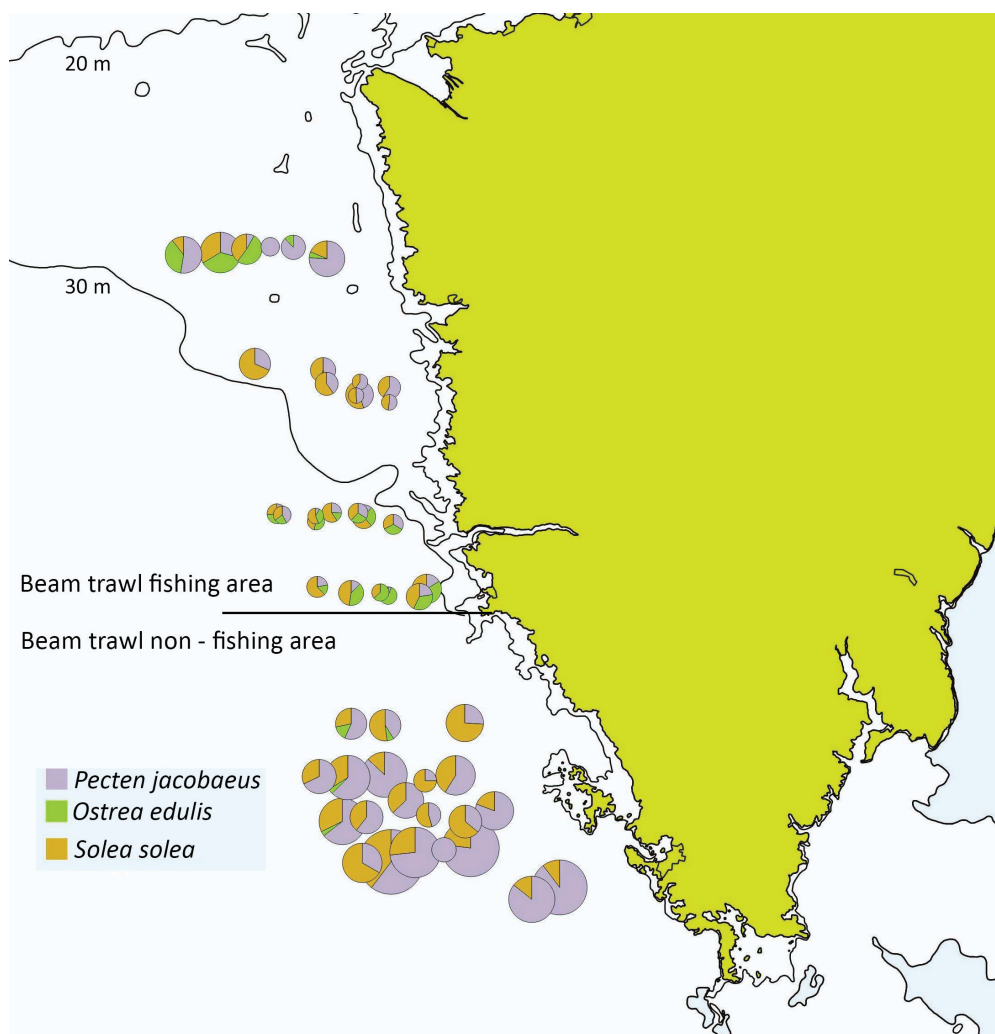 20 m
30 m
Beam trawl fishing area
Beam trawl non - fishing area
Pecten jacobaeus
Ostrea edulis
Solea solea